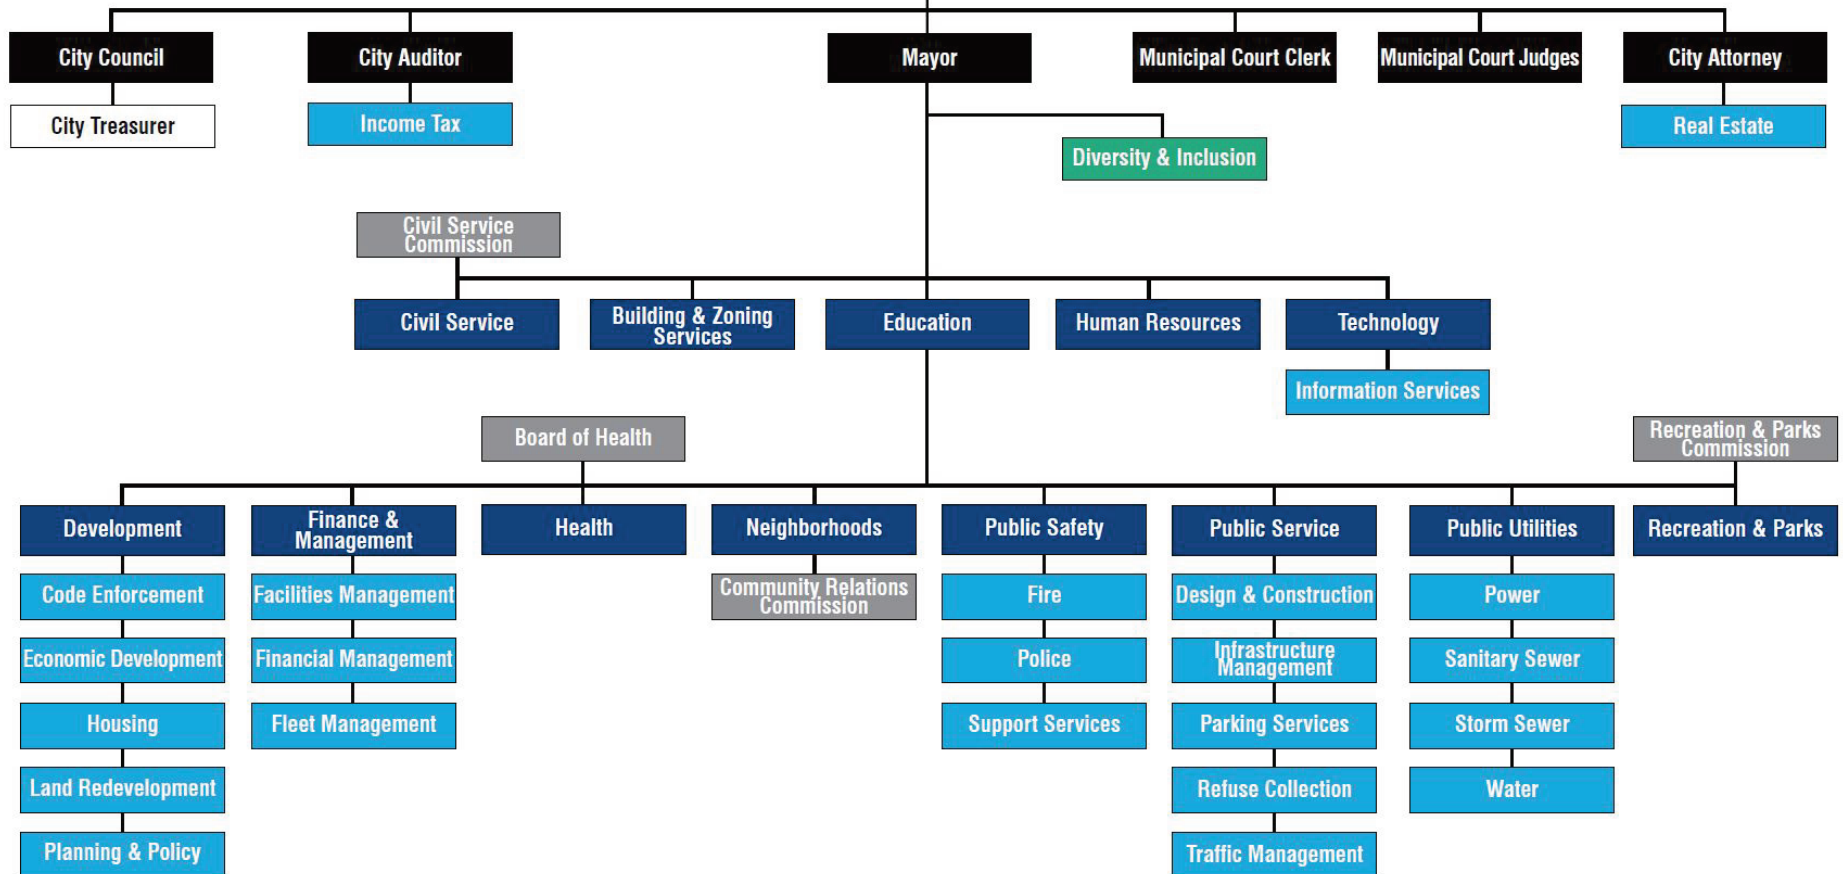 City Council
City Auditor
Mayor
Municipal Court Clerk
Municipal Court Judges
City Attorney
City Treasurer
Income Tax
Real Estate
Diversity & Inclusion
Civil Service
Commission
Civil Service
Building & Zoning
Services
Education
Human Resources
Technology
Information Services
Board of Health
Recreation & Parks
Commission
Development
Finance &
Management
Health
Neighborhoods
Public Safety
Public Service
Public Utilities
Recreation & Parks
Code Enforcement
Facilities Management
Community Relations
Commission
Fire
Design & Construction
Power
Economic Development
Financial Management
Police
Infrastructure
Management
Sanitary Sewer
Housing
Fleet Management
Support Services
Parking Services
Storm Sewer
Land Redevelopment
Refuse Collection
Water
Planning & Policy
Traffic Management